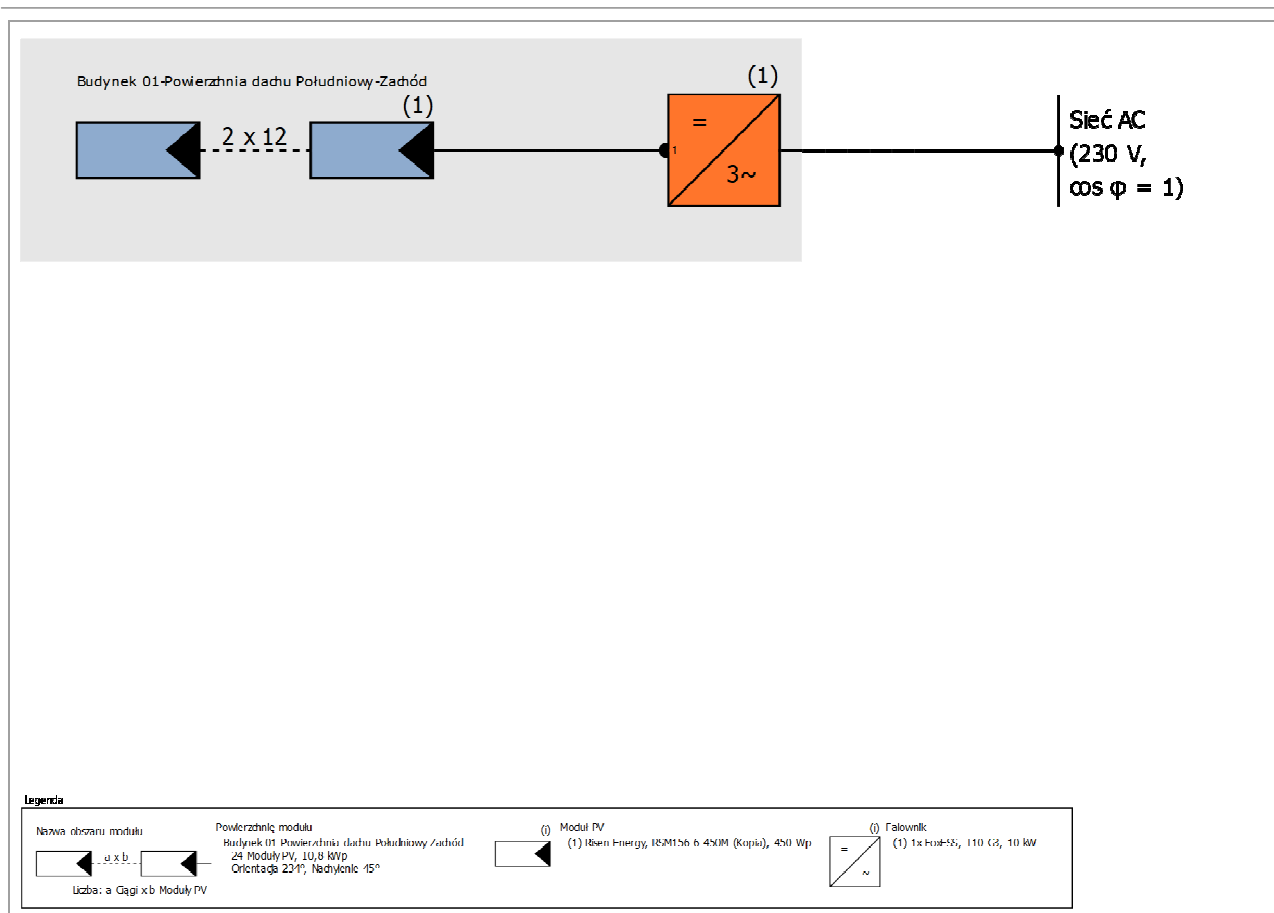 Budynek 01-Powierzchnia dachu Południowy-Zachód
(1)
(1)
2 x 12
=
1
3~
Sieć AC
(230 V,
cos φ = 1)
Legenda
Nazwa obszaru modułu
a x b
Liczba: a Ciągi x b Moduły PV
Powierzchnię modułu
Budynek 01 Powierzchnia dachu Południowy Zachód
24 Moduły PV, 10,8 kWp
Orientacja 234°, Nachylenie 45°
(i) Moduł PV
(1) Risen Energy, RSM156 6 450M (Kopia), 450 Wp
(i) Falownik
= ~
(1) 1x FoxESS, T10 G3, 10 kW